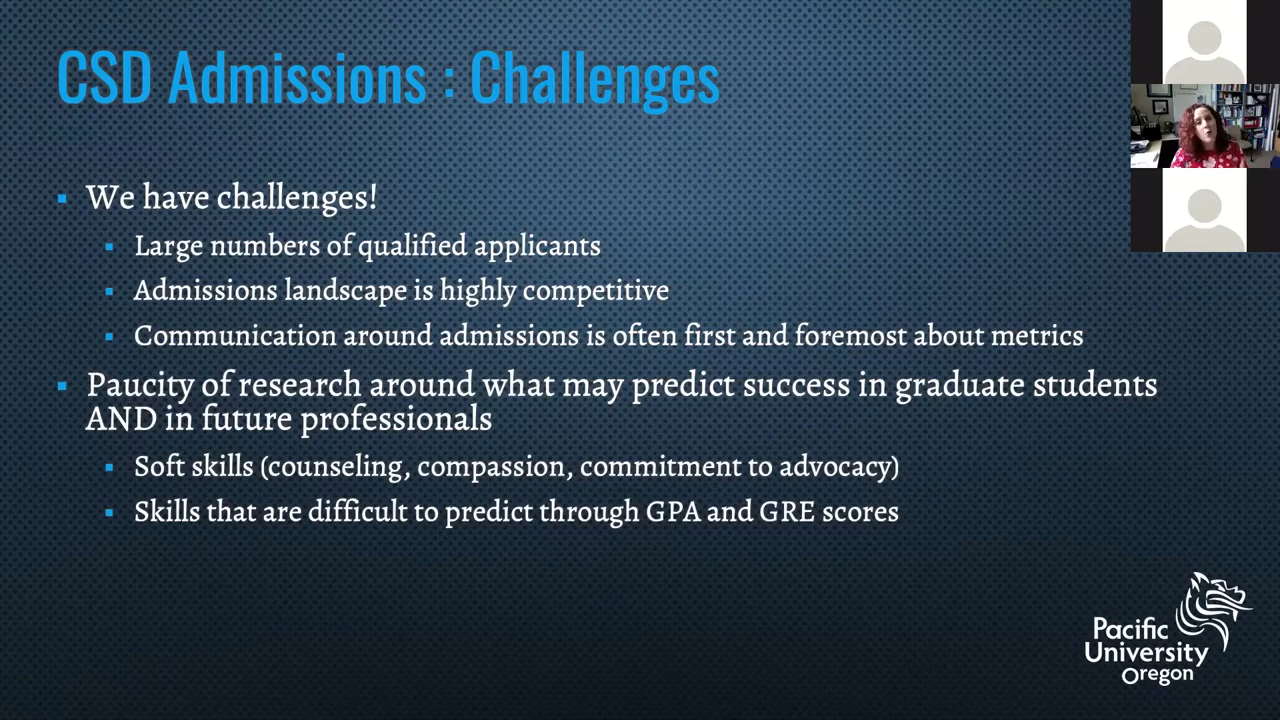 CSD Admissions : Challenges
We have challenges!
Large numbers of qualified applicants
Admissions landscape is highly competitive
Communication around admissions is often first and foremost about metrics
Paucity of research around what may predict success in graduate students
AND in future professionals
Soft skills (counseling, compassion, commitment to advocacy)
Skills that are difficult to predict through GPA and GRE scores
Pacific
University
Oregon